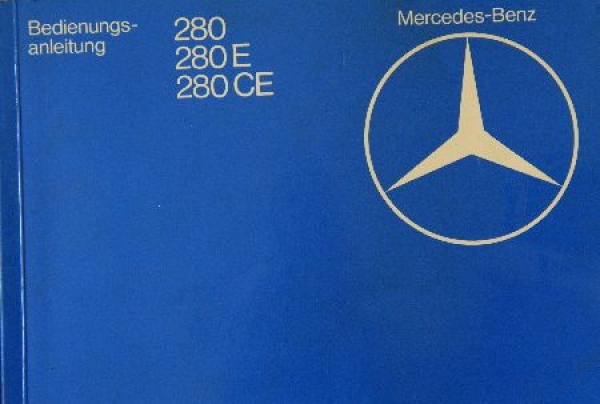 Bedienungs-
anleitung
280
280 E
280 CE
Mercedes-Benz